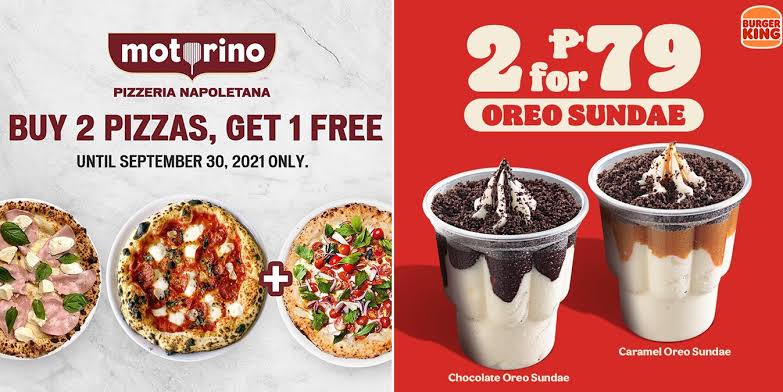 motorino
PIZZERIA NAPOLETANA
BUY 2 PIZZAS, GET 1 FREE
UNTIL SEPTEMBER 30, 2021 ONLY.
+
BURGER
KING
2 for ₱79
OREO SUNDAE
Chocolate Oreo Sundae
Caramel Oreo Sundae